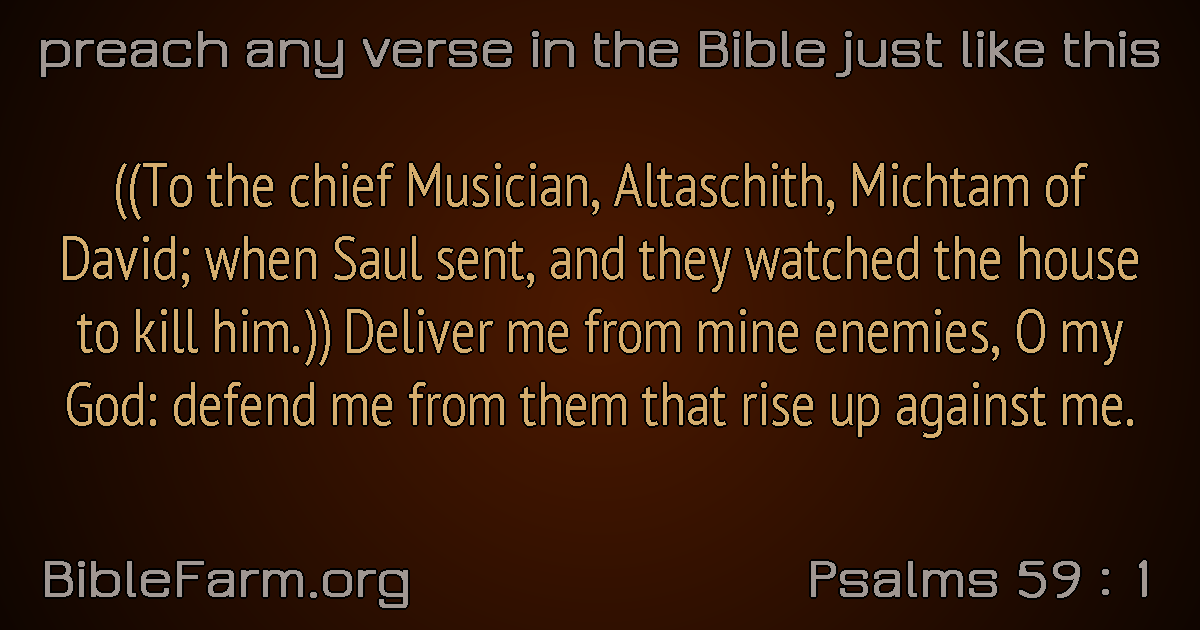 preach any verse in the Bible just like this
((To the chief Musician, Altaschith, Michtam of
David; when Saul sent, and they watched the house
to kill him.)) Deliver me from mine enemies, O my
God: defend me from them that rise up against me.
BibleFarm.org
Psalms 59 : 1